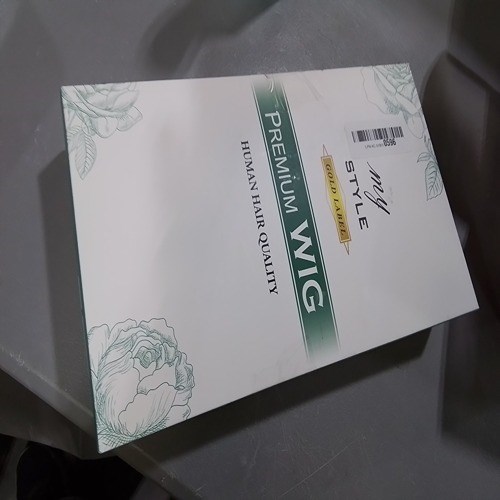 my
STYLE
GOLD LABEL
PREMIUM WIG
HUMAN HAIR QUALITY
0596